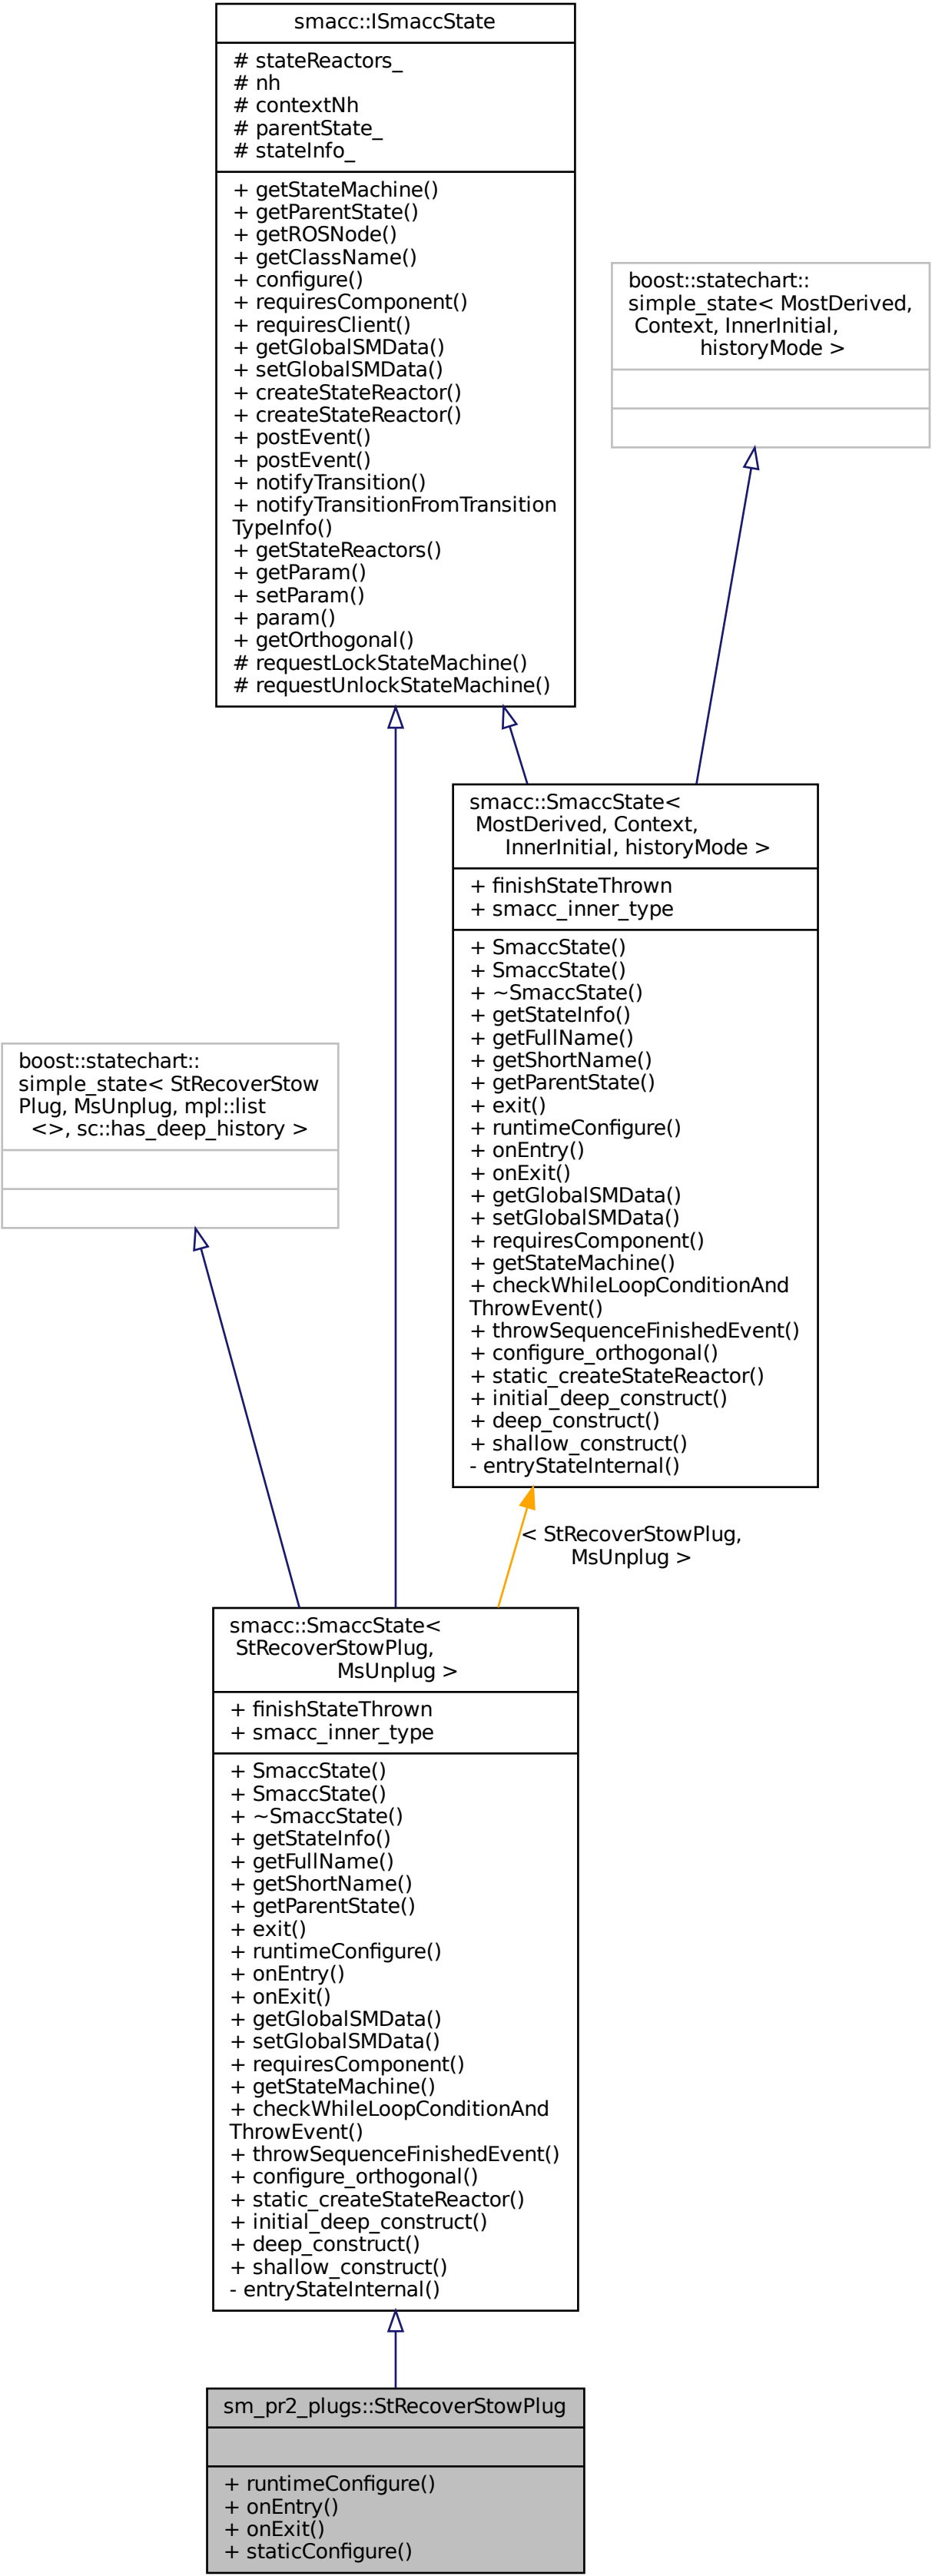 smacc::ISmaccState
# stateReactors_
# nh
# contextNh
# parentState_
# stateInfo_
+ getStateMachine()
+ getParentState()
+ getROSNode()
+ getClassName()
+ configure()
+ requiresComponent()
+ requiresClient()
+ getGlobalSMData()
+ setGlobalSMData()
+ createStateReactor()
+ createStateReactor()
+ postEvent()
+ postEvent()
+ notifyTransition()
+ notifyTransitionFromTransition
TypeInfo()
+ getStateReactors()
+ getParam()
+ setParam()
+ param()
+ getOrthogonal()
# requestLockStateMachine()
# requestUnlockStateMachine()
boost::statechart::
simple_state< MostDerived,
Context, InnerInitial,
historyMode >
smacc::SmaccState<
MostDerived, Context,
InnerInitial, historyMode >
+ finishStateThrown
+ smacc_inner_type
+ SmaccState()
+ SmaccState()
+ ~SmaccState()
+ getStateInfo()
+ getFullName()
+ getShortName()
+ getParentState()
+ exit()
+ runtimeConfigure()
+ onEntry()
+ onExit()
+ getGlobalSMData()
+ setGlobalSMData()
+ requiresComponent()
+ getStateMachine()
+ checkWhileLoopConditionAnd
ThrowEvent()
+ throwSequenceFinishedEvent()
+ configure_orthogonal()
+ static_createStateReactor()
+ initial_deep_construct()
+ deep_construct()
+ shallow_construct()
- entryStateInternal()
boost::statechart::
simple_state< StRecoverStow
Plug, MsUnplug, mpl::list
<>, sc::has_deep_history >
< StRecoverStowPlug,
MsUnplug >
smacc::SmaccState<
StRecoverStowPlug,
MsUnplug >
+ finishStateThrown
+ smacc_inner_type
+ SmaccState()
+ SmaccState()
+ ~SmaccState()
+ getStateInfo()
+ getFullName()
+ getShortName()
+ getParentState()
+ exit()
+ runtimeConfigure()
+ onEntry()
+ onExit()
+ getGlobalSMData()
+ setGlobalSMData()
+ requiresComponent()
+ getStateMachine()
+ checkWhileLoopConditionAnd
ThrowEvent()
+ throwSequenceFinishedEvent()
+ configure_orthogonal()
+ static_createStateReactor()
+ initial_deep_construct()
+ deep_construct()
+ shallow_construct()
- entryStateInternal()
sm_pr2_plugs::StRecoverStowPlug
+ runtimeConfigure()
+ onEntry()
+ onExit()
+ staticConfigure()